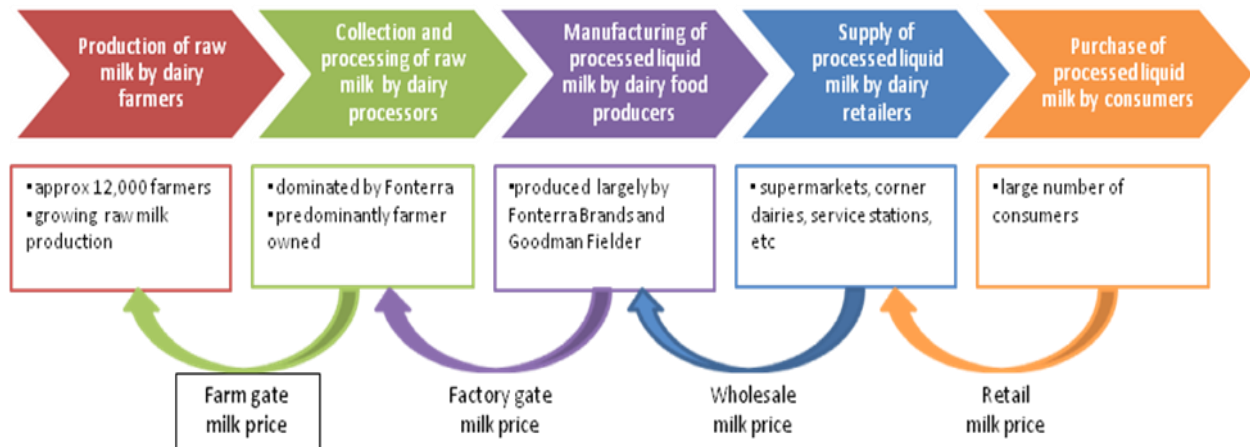 Production of raw
milk by dairy
farmers
Collection and
processing of raw
milk by dairy
processors
Manufacturing of
processed liquid
milk by dairy food
producers
Supply of
processed liquid
milk by dairy
retailers
Purchase of
processed liquid
milk by consumers
▪approx 12,000 farmers
▪growing raw milk
production
▪dominated by Fonterra
▪predominantly farmer
owned
▪produced largely by
Fonterra Brands and
Goodman Fielder
▪supermarkets, corner
dairies, service stations,
etc
▪large number of
consumers
Farm gate
milk price
Factory gate
milk price
Wholesale
milk price
Retail
milk price